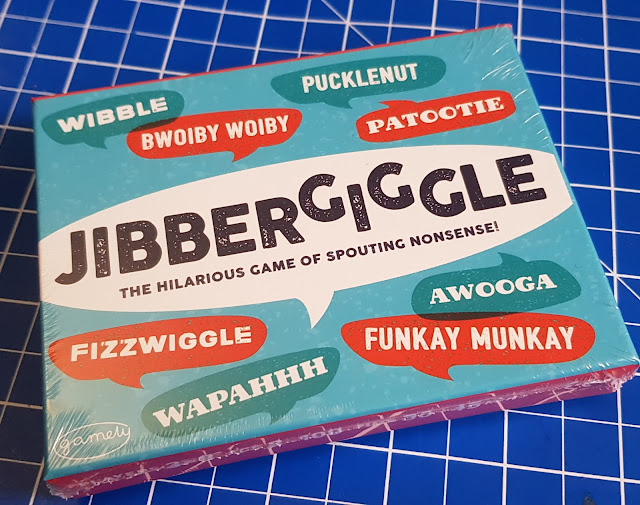 PUCKLENUT
WIBBLE
BWOIBY WOIBY
PATOOTIE
JIBBERGIGGLE
THE HILARIOUS GAME OF SPOUTING NONSENSE!
AWOOGA
FIZZWIGGLE
FUNKAY MUNKAY
WAPAHHH
gamely